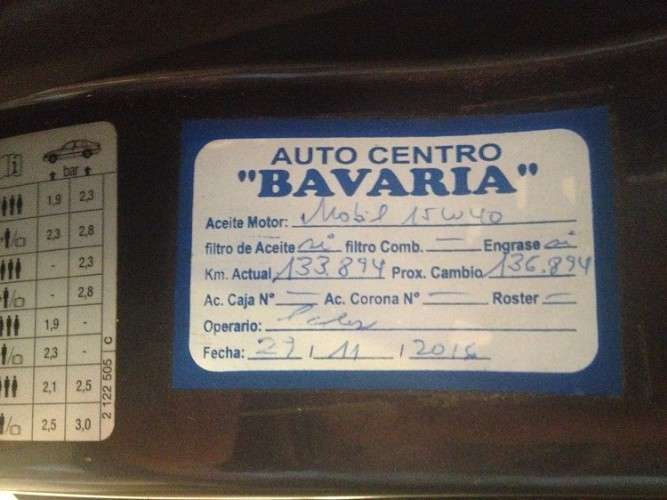 bar
1,9 2,3
2,3 2,8
- 2,3
- 2,8
1,9 -
2,3 -
2,1 2,5
2,5 3,0
2 122 505 C
AUTO CENTRO
"BAVARIA"
Aceite Motor: Mobil 15W40
filtro de Aceite si filtro Comb. — Engrase si
Km. Actual 133.894 Prox. Cambio 136.894
Ac. Caja Nº — Ac. Corona Nº — Roster —
Operario:
Fecha: 27 / 11 /